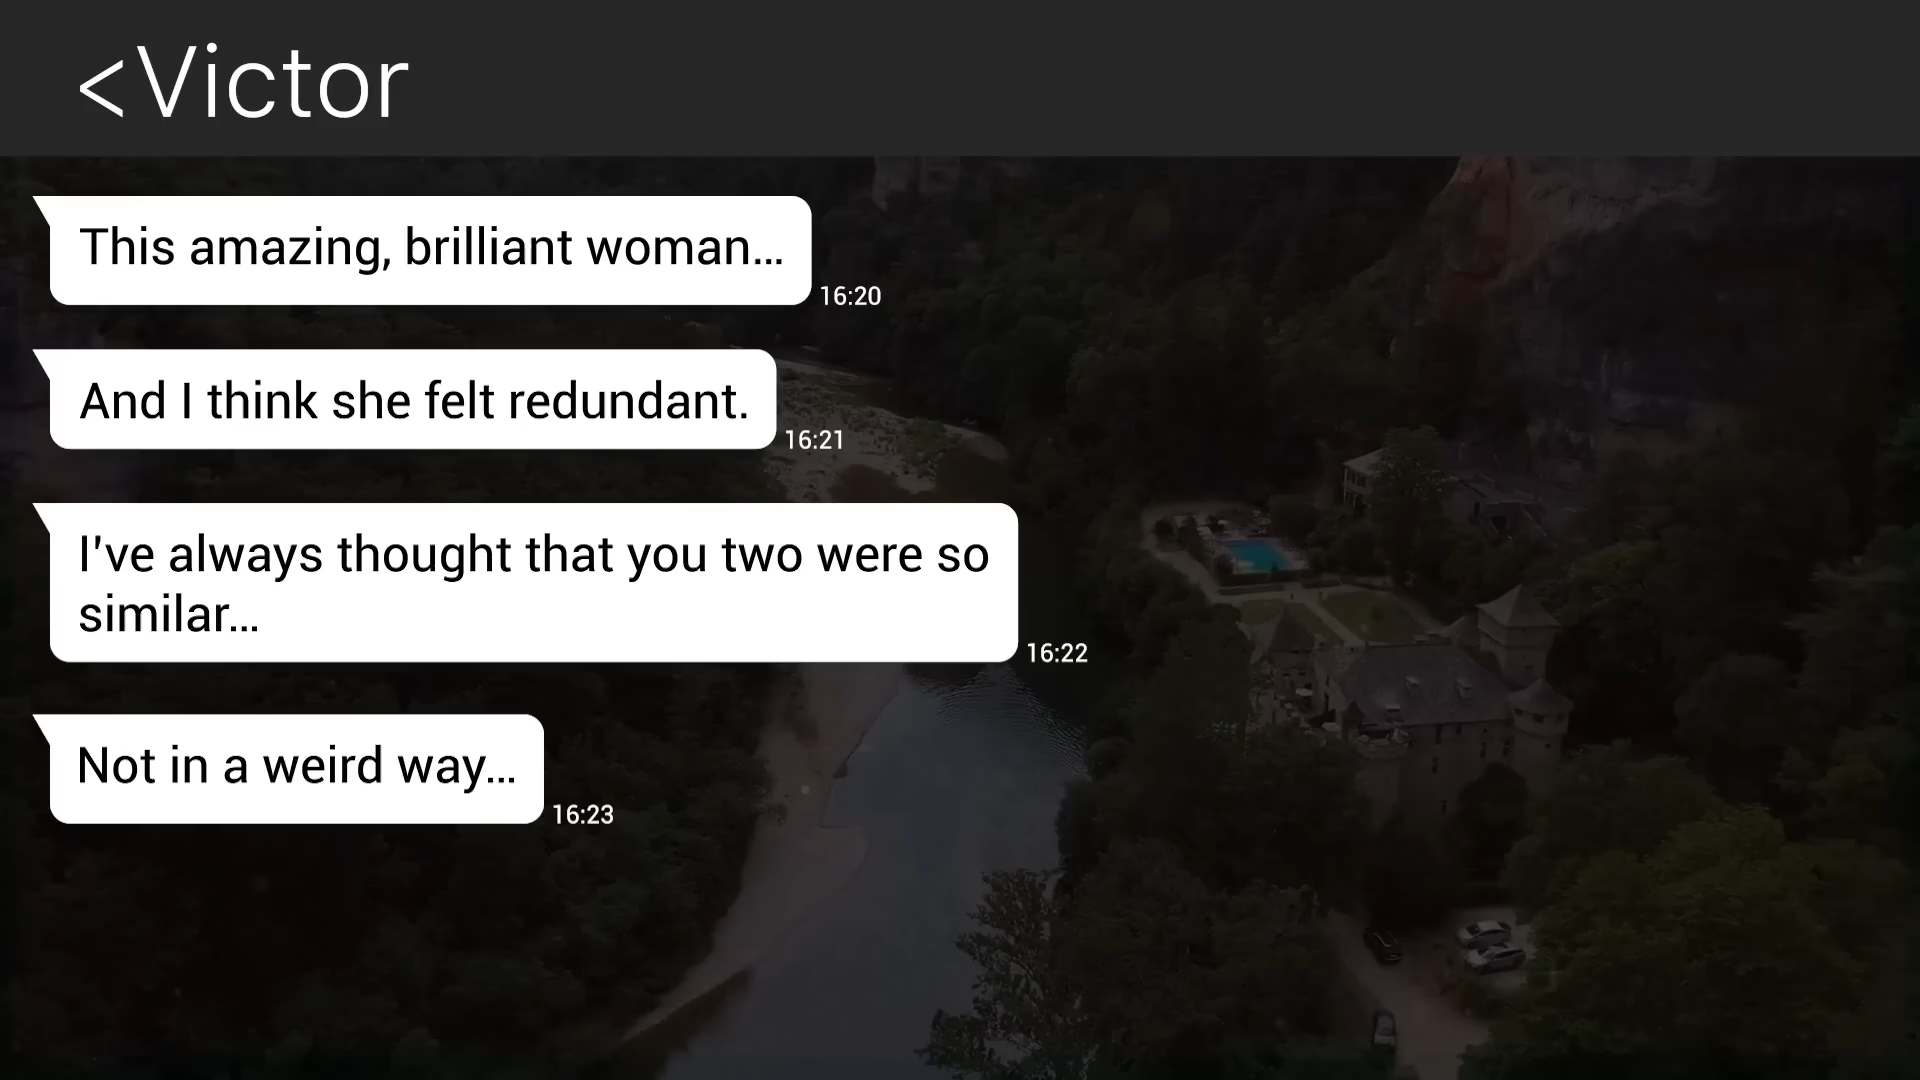 <Victor
This amazing, brilliant woman...
16:20
And I think she felt redundant.
16:21
I've always thought that you two were so
similar...
16:22
Not in a weird way...
16:23